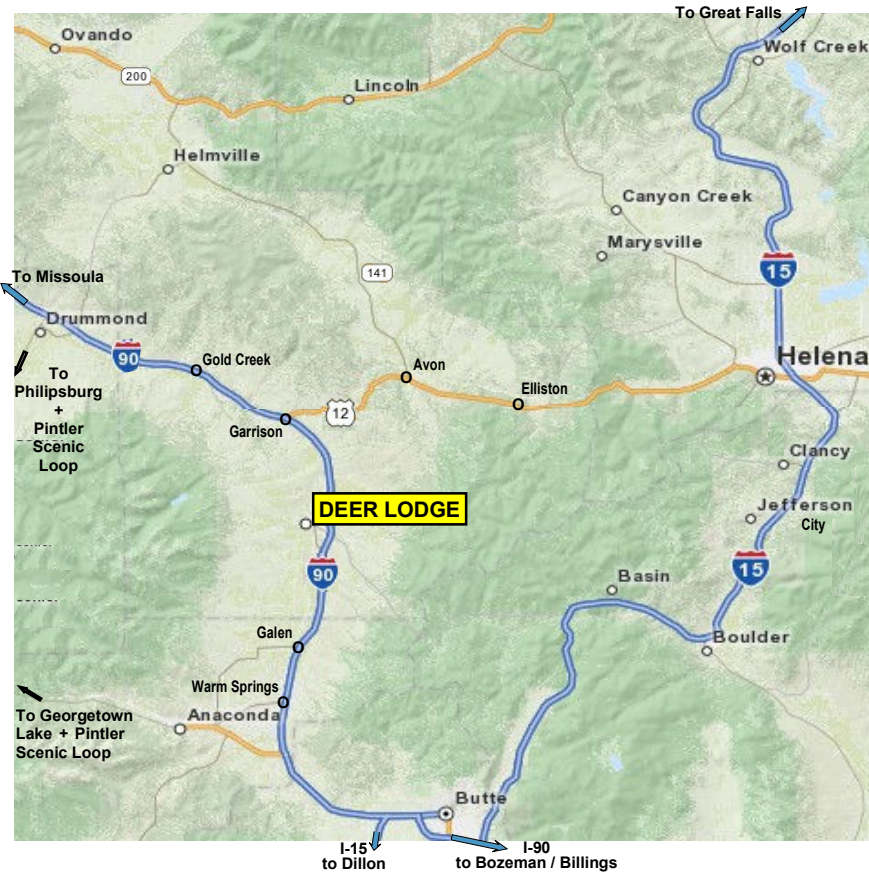 To Great Falls
Ovando
Wolf Creek
200
Lincoln
Helmville
Canyon Creek
Marysville
141
15
To Missoula
Drummond
90
Gold Creek
Avon
Helena
To
Philipsburg
+
Pintler
Scenic
Loop
Elliston
12
Garrison
Clancy
DEER LODGE
Jefferson
City
90
15
Basin
Galen
Boulder
Warm Springs
Anaconda
To Georgetown
Lake + Pintler
Scenic Loop
Butte
I-15
to Dillon
I-90
to Bozeman / Billings